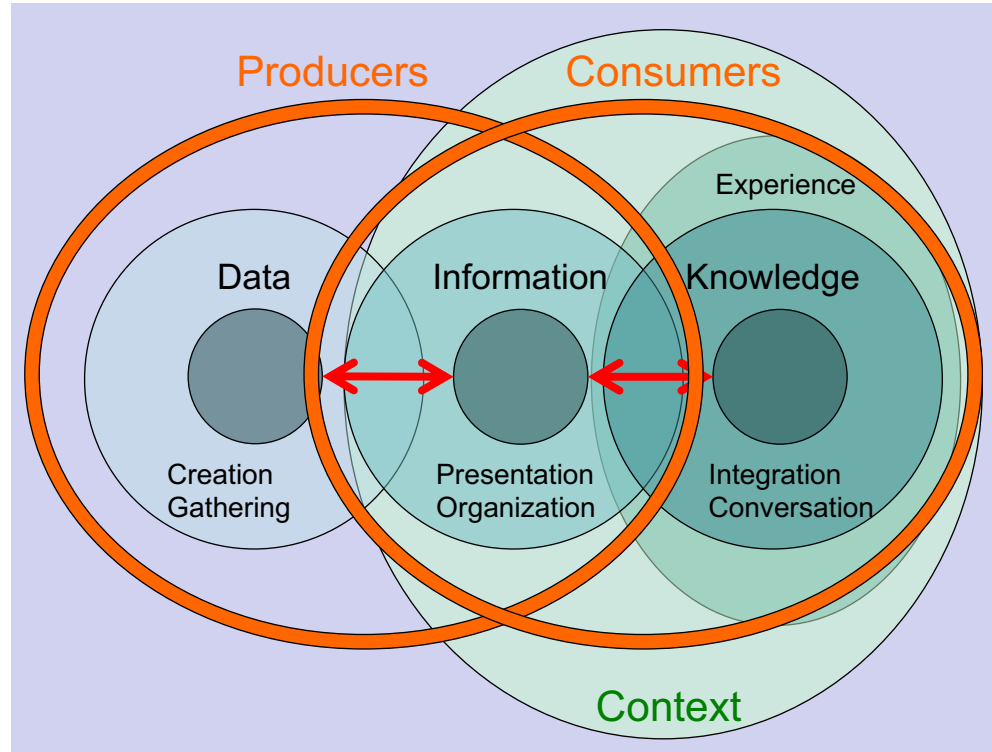 Producers
Consumers
Experience
Data
Information
Knowledge
Creation
Gathering
Presentation
Organization
Integration
Conversation
Context